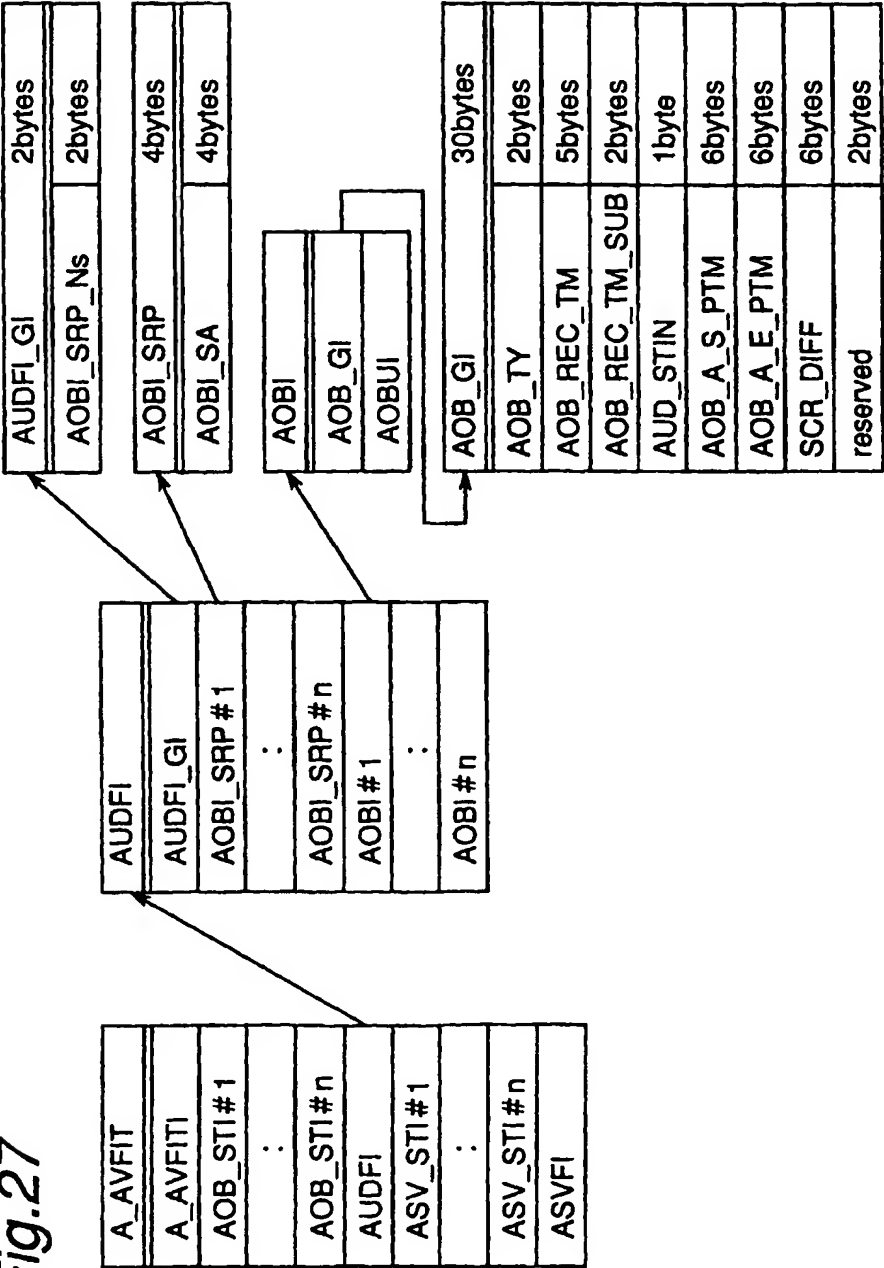 Fig.27
A_AVFIT
A_AVFITI
AOB_STI#1
:
AOB_STI#n
AUDFI
ASV_STI#1
:
ASV_STI#n
ASVFI
AUDFI
AUDFI_GI
AOBI_SRP#1
:
AOBI_SRP#n
AOBI#1
:
AOBI#n
AUDFI_GI 2bytes
AOBI_SRP_Ns 2bytes
AOBI_SRP 4bytes
AOBI_SA 4bytes
AOBI
AOB_GI
AOBUI
AOB_GI 30bytes
AOB_TY 2bytes
AOB_REC_TM 5bytes
AOB_REC_TM_SUB 2bytes
AUD_STIN 1byte
AOB_A_S_PTM 6bytes
AOB_A_E_PTM 6bytes
SCR_DIFF 6bytes
reserved 2bytes